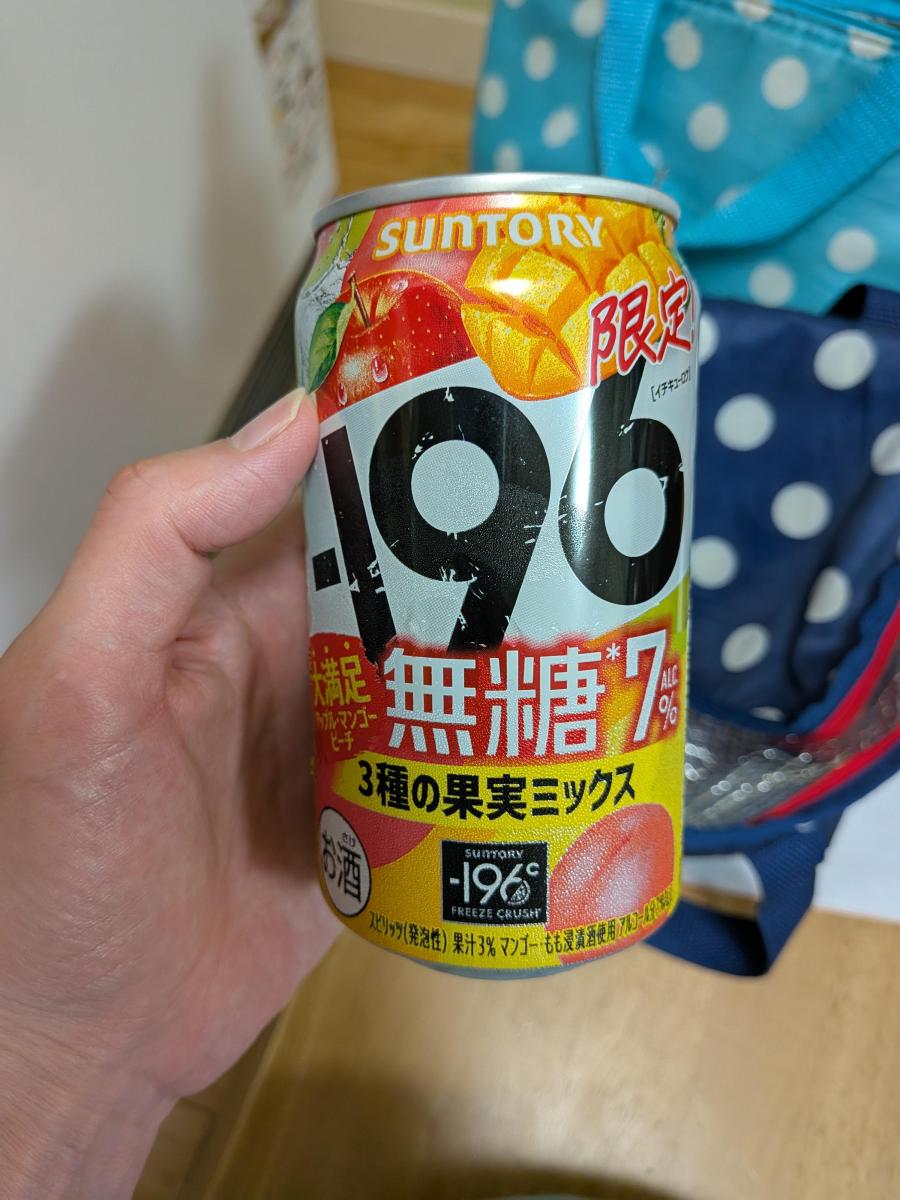 SUNTORY
限定!
-196
[イチキューロク]
大満足
アップル・マンゴー
ピーチ
無糖*7
ALC.
%
3種の果実ミックス
さけ
お酒
SUNTORY
-196℃
FREEZE CRUSH
スピリッツ(発泡性) 果汁3% マンゴー・もも浸漬酒使用 アルコール分7%